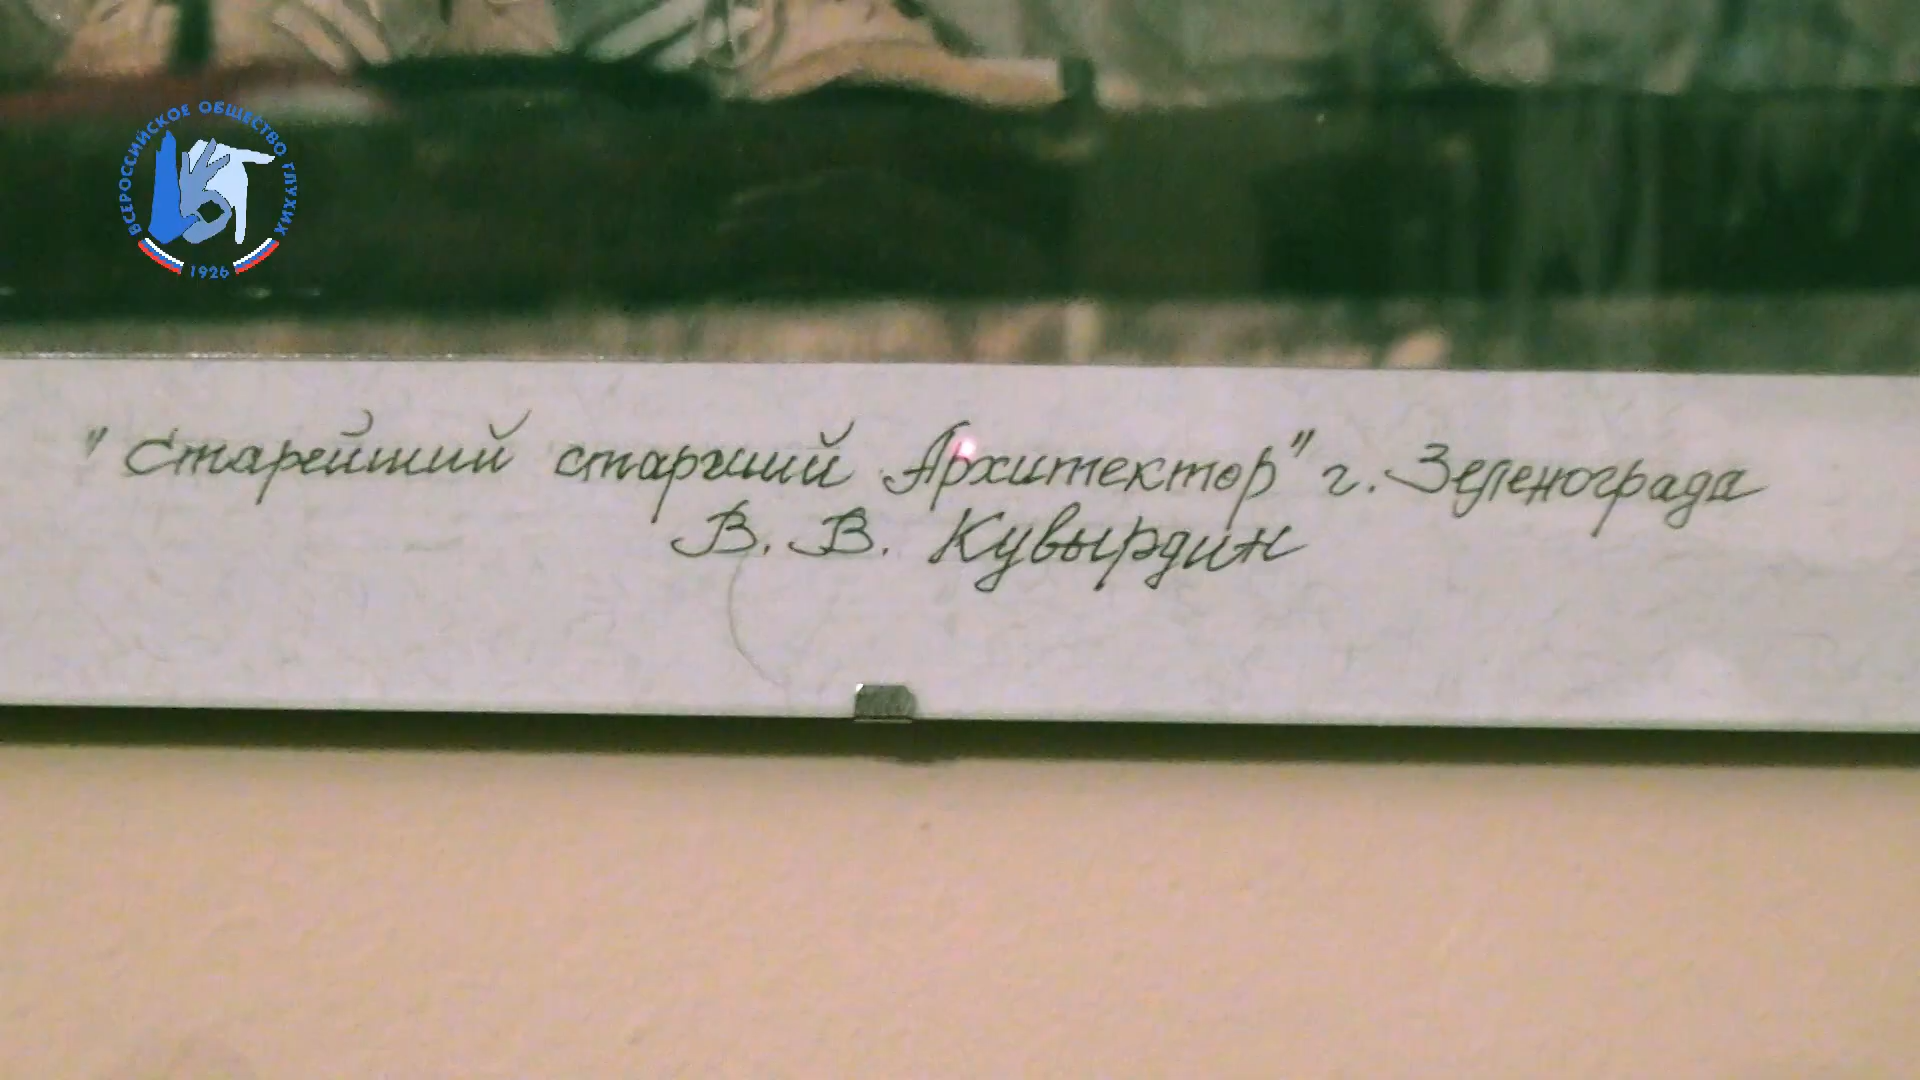 ВСЕРОССИЙСКОЕ ОБЩЕСТВО ГЛУХИХ
1926
"Старейший старший Архитектор" г. Зеленограда
В. В. Кувырдин